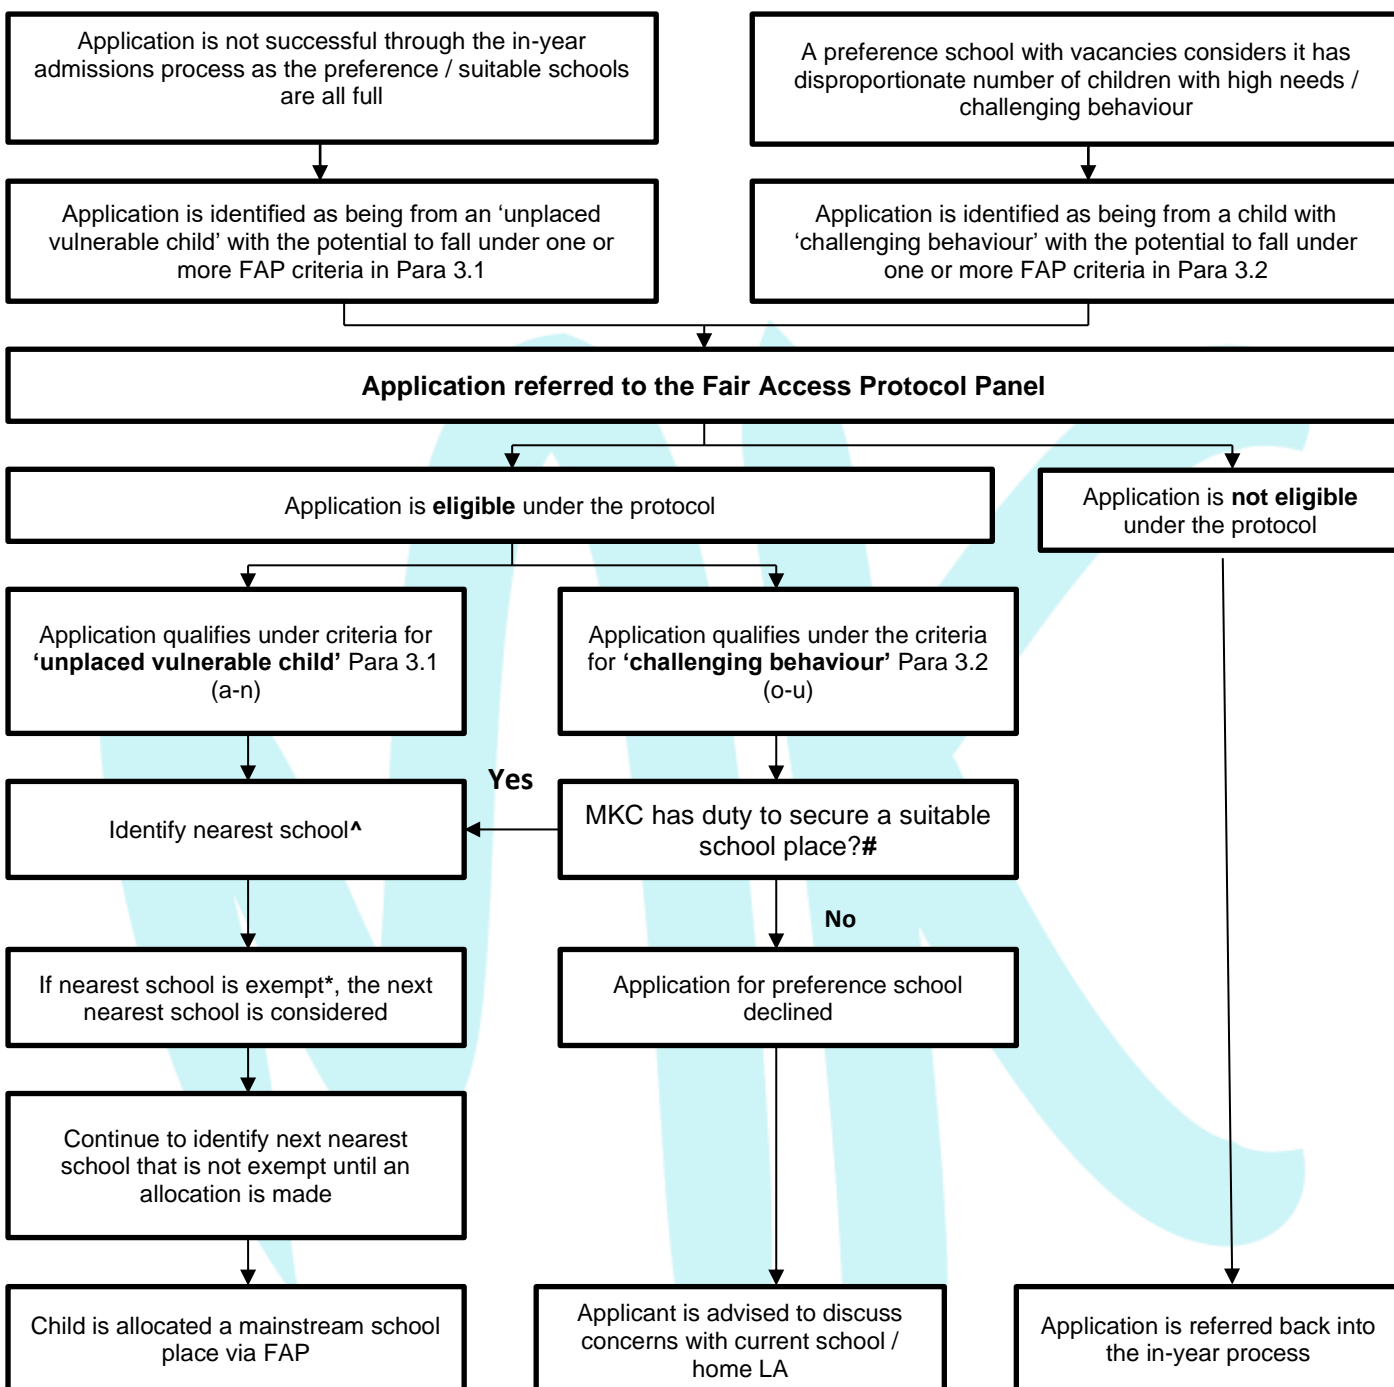 Application is not successful through the in-year
admissions process as the preference / suitable schools
are all full
A preference school with vacancies considers it has
disproportionate number of children with high needs /
challenging behaviour
Application is identified as being from an ‘unplaced
vulnerable child’ with the potential to fall under one or
more FAP criteria in Para 3.1
Application is identified as being from a child with
‘challenging behaviour’ with the potential to fall under
one or more FAP criteria in Para 3.2
Application referred to the Fair Access Protocol Panel
Application is eligible under the protocol
Application is not eligible
under the protocol
Application qualifies under criteria for
‘unplaced vulnerable child’ Para 3.1
(a-n)
Application qualifies under the criteria
for ‘challenging behaviour’ Para 3.2
(o-u)
Identify nearest school^
Yes
MKC has duty to secure a suitable
school place?#
No
If nearest school is exempt*, the next
nearest school is considered
Application for preference school
declined
Continue to identify next nearest
school that is not exempt until an
allocation is made
Child is allocated a mainstream school
place via FAP
Applicant is advised to discuss
concerns with current school /
home LA
Application is referred back into
the in-year process